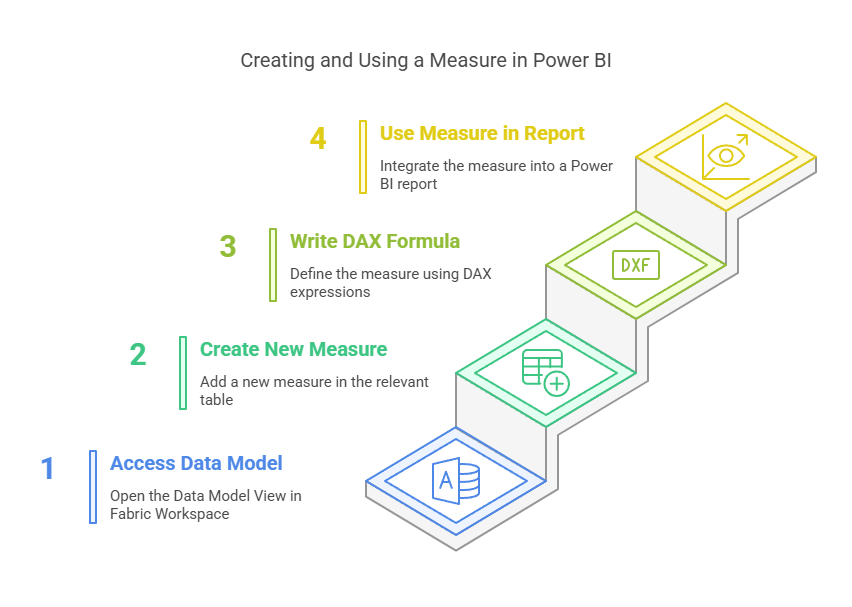 Creating and Using a Measure in Power BI
4
Use Measure in Report
Integrate the measure into a Power
BI report
3
Write DAX Formula
Define the measure using DAX
expressions
DXF
2
Create New Measure
Add a new measure in the relevant
table
1
Access Data Model
Open the Data Model View in
Fabric Workspace
A